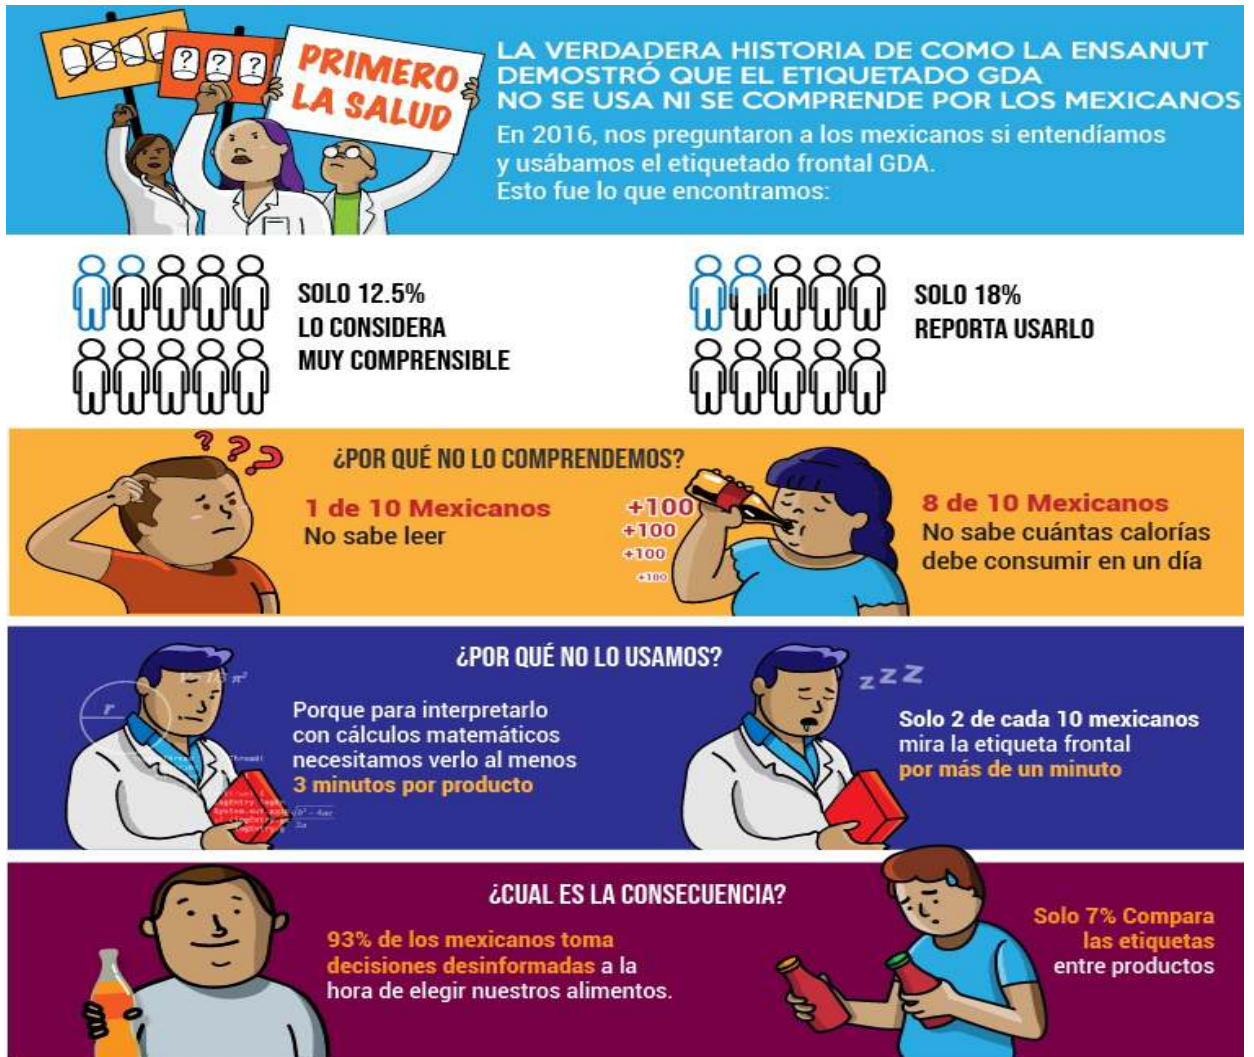 PRIMERO
LA SALUD
? ? ?
LA VERDADERA HISTORIA DE COMO LA ENSANUT
DEMOSTRÓ QUE EL ETIQUETADO GDA
NO SE USA NI SE COMPRENDE POR LOS MEXICANOS
En 2016, nos preguntaron a los mexicanos si entendíamos
y usábamos el etiquetado frontal GDA.
Esto fue lo que encontramos:
SOLO 12.5%
LO CONSIDERA
MUY COMPRENSIBLE
SOLO 18%
REPORTA USARLO
¿POR QUÉ NO LO COMPRENDEMOS?
? ? ?
1 de 10 Mexicanos
No sabe leer
+100
+100
+100
+100
8 de 10 Mexicanos
No sabe cuántas calorías
debe consumir en un día
¿POR QUÉ NO LO USAMOS?
r
Porque para interpretarlo
con cálculos matemáticos
necesitamos verlo al menos
3 minutos por producto
z z z
Solo 2 de cada 10 mexicanos
mira la etiqueta frontal
por más de un minuto
¿CUAL ES LA CONSECUENCIA?
93% de los mexicanos toma
decisiones desinformadas a la
hora de elegir nuestros alimentos.
Solo 7% Compara
las etiquetas
entre productos